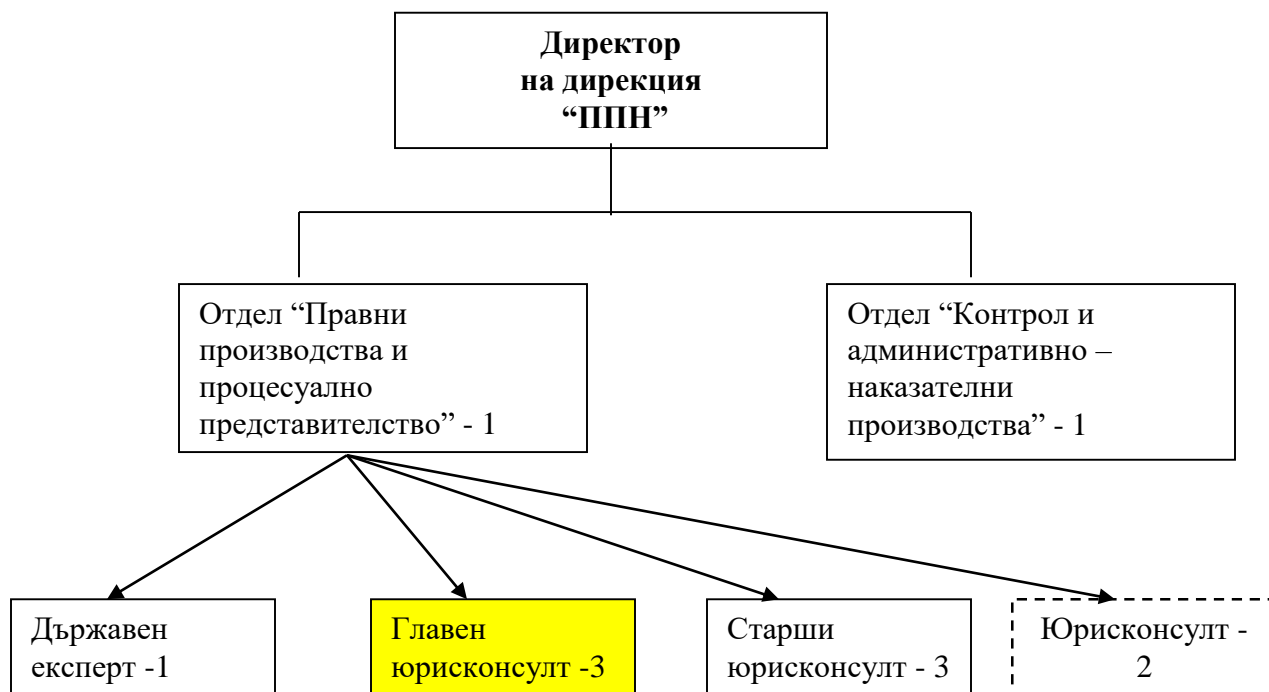 Директор
на дирекция
“ППН”
Отдел “Правни
производства и
процесуално
представителство” - 1
Отдел “Контрол и
административно –
наказателни
производства” - 1
Държавен
експерт -1
Главен
юрисконсулт -3
Старши
юрисконсулт - 3
Юрисконсулт -
2